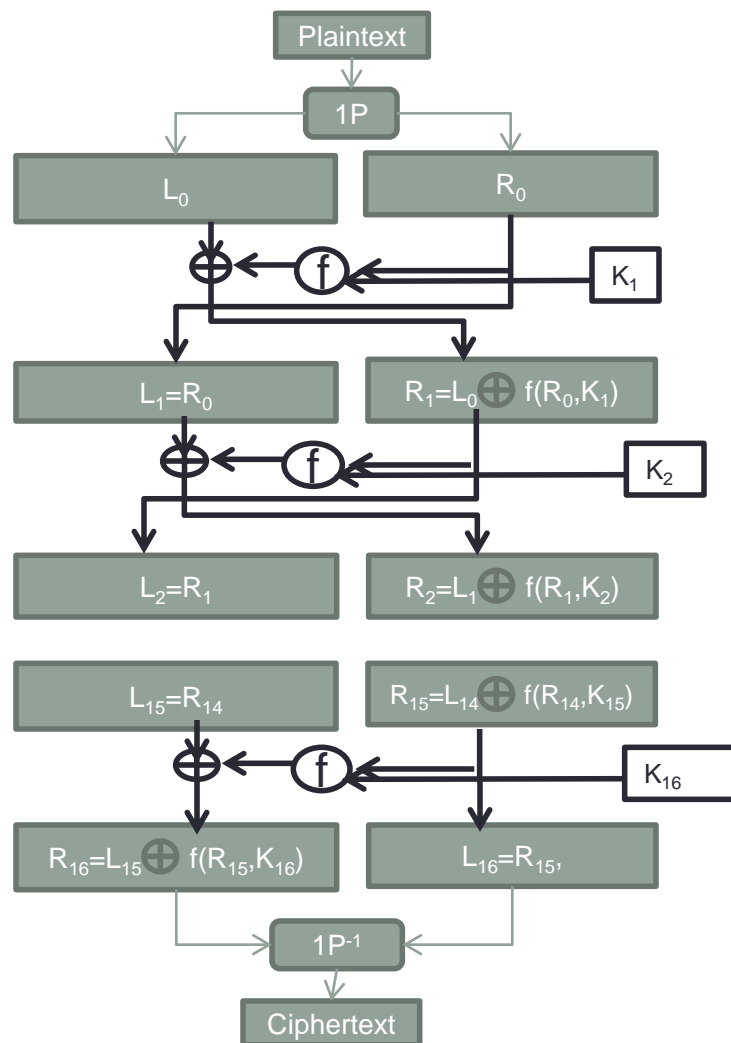 Plaintext
1P
L₀
R₀
f
K₁
L₁=R₀
R₁=L₀⊕ f(R₀,K₁)
f
K₂
L₂=R₁
R₂=L₁⊕ f(R₁,K₂)
L₁₅=R₁₄
R₁₅=L₁₄⊕ f(R₁₄,K₁₅)
f
K₁₆
R₁₆=L₁₅⊕ f(R₁₅,K₁₆)
L₁₆=R₁₅,
1P⁻¹
Ciphertext